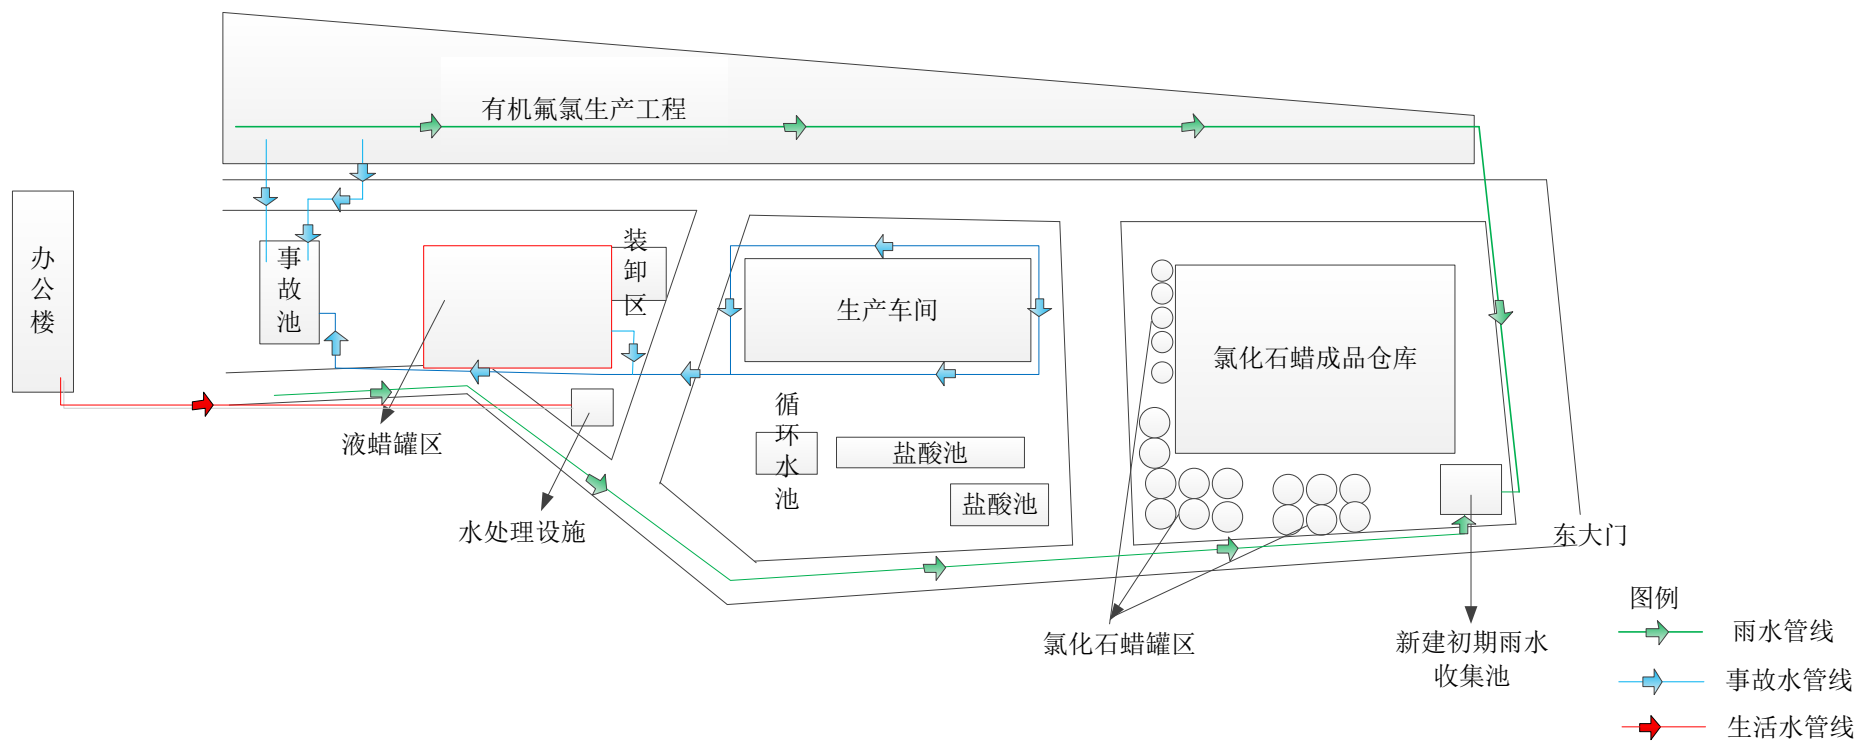 有机氟氯生产工程
办公楼
事故池
装卸区
生产车间
氯化石蜡成品仓库
循环水池
盐酸池
盐酸池
液蜡罐区
水处理设施
东大门
氯化石蜡罐区
新建初期雨水
收集池
图例
雨水管线
事故水管线
生活水管线